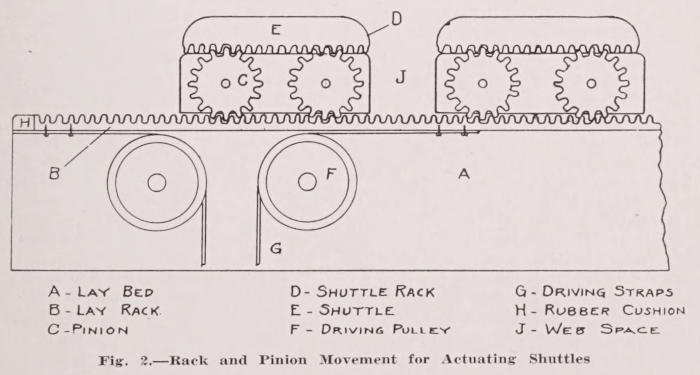 E
D
C
J
H
B
F
A
G
A - LAY BED
B - LAY RACK.
C - PINION
D - SHUTTLE RACK
E - SHUTTLE
F - DRIVING PULLEY
G - DRIVING STRAPS
H - RUBBER CUSHION
J - WEB SPACE
Fig. 2.—Rack and Pinion Movement for Actuating Shuttles